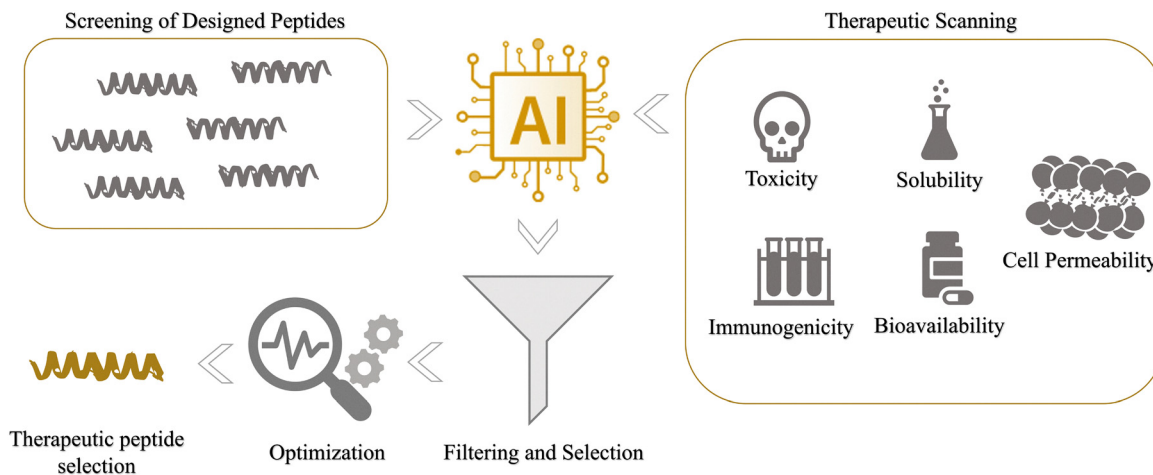 Screening of Designed Peptides
Therapeutic Scanning
AI
Toxicity
Solubility
Cell Permeability
Immunogenicity
Bioavailability
Therapeutic peptide
selection
Optimization
Filtering and Selection